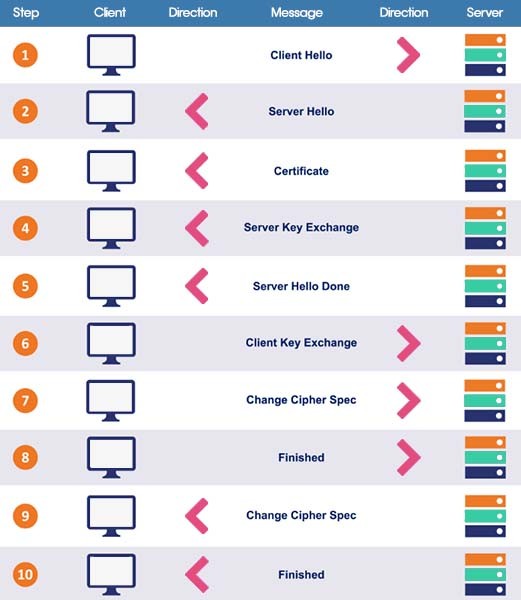 Step Client Direction Message Direction Server
1 Client Hello
2 Server Hello
3 Certificate
4 Server Key Exchange
5 Server Hello Done
6 Client Key Exchange
7 Change Cipher Spec
8 Finished
9 Change Cipher Spec
10 Finished